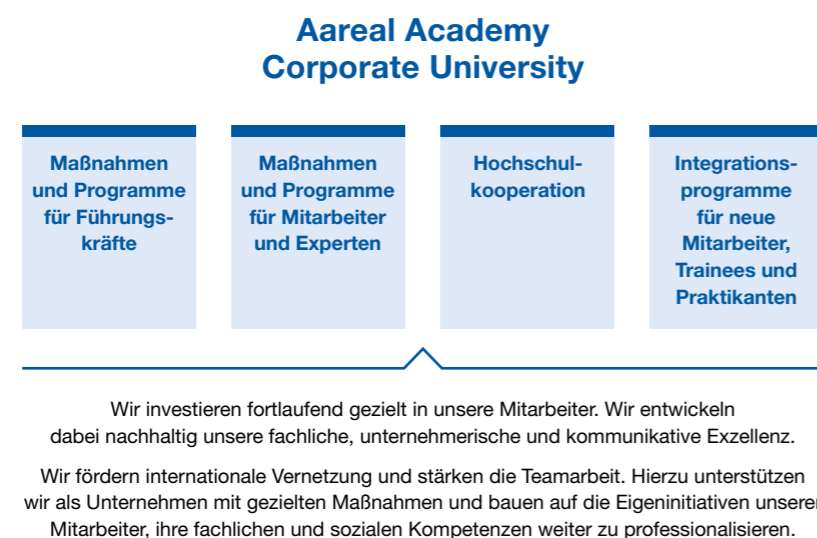 Aareal Academy
Corporate University
Maßnahmen
und Programme
für Führungs-
kräfte
Maßnahmen
und Programme
für Mitarbeiter
und Experten
Hochschul-
kooperation
Integrations-
programme
für neue
Mitarbeiter,
Trainees und
Praktikanten
Wir investieren fortlaufend gezielt in unsere Mitarbeiter. Wir entwickeln
dabei nachhaltig unsere fachliche, unternehmerische und kommunikative Exzellenz.
Wir fördern internationale Vernetzung und stärken die Teamarbeit. Hierzu unterstützen
wir als Unternehmen mit gezielten Maßnahmen und bauen auf die Eigeninitiativen unserer
Mitarbeiter, ihre fachlichen und sozialen Kompetenzen weiter zu professionalisieren.